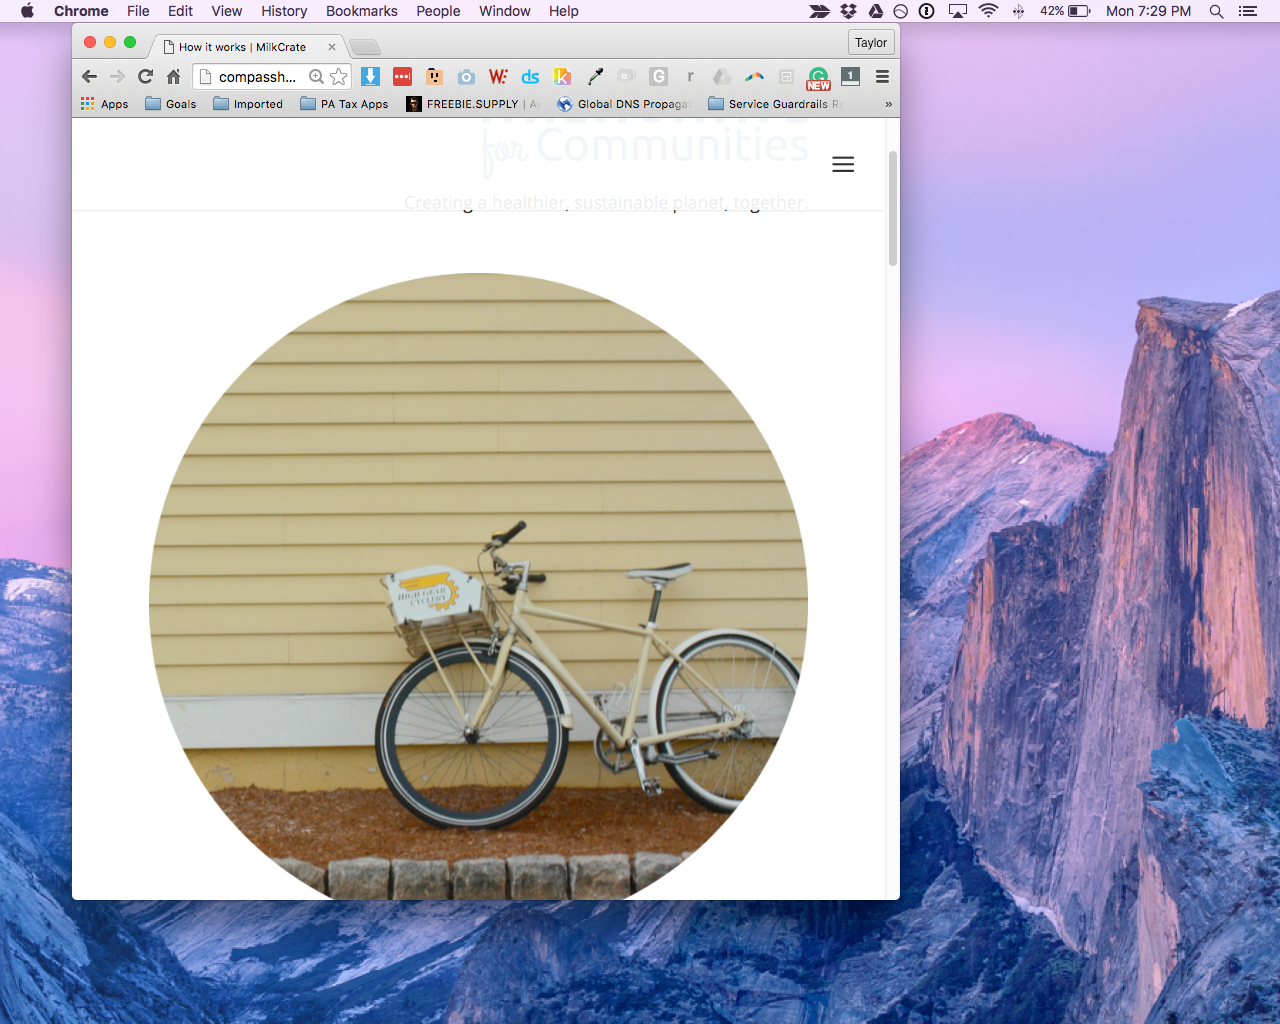 Chrome File Edit View History Bookmarks People Window Help 42% Mon 7:29 PM
How it works | MilkCrate
Taylor
compassh...
W:
ds
k
G
r
NEW
1
Apps Goals Imported PA Tax Apps FREEBIE.SUPPLY | Global DNS Propagat Service Guardrails R »
for Communities
Creating a healthier, sustainable planet, together.
HIGH GEAR
CYCLERY